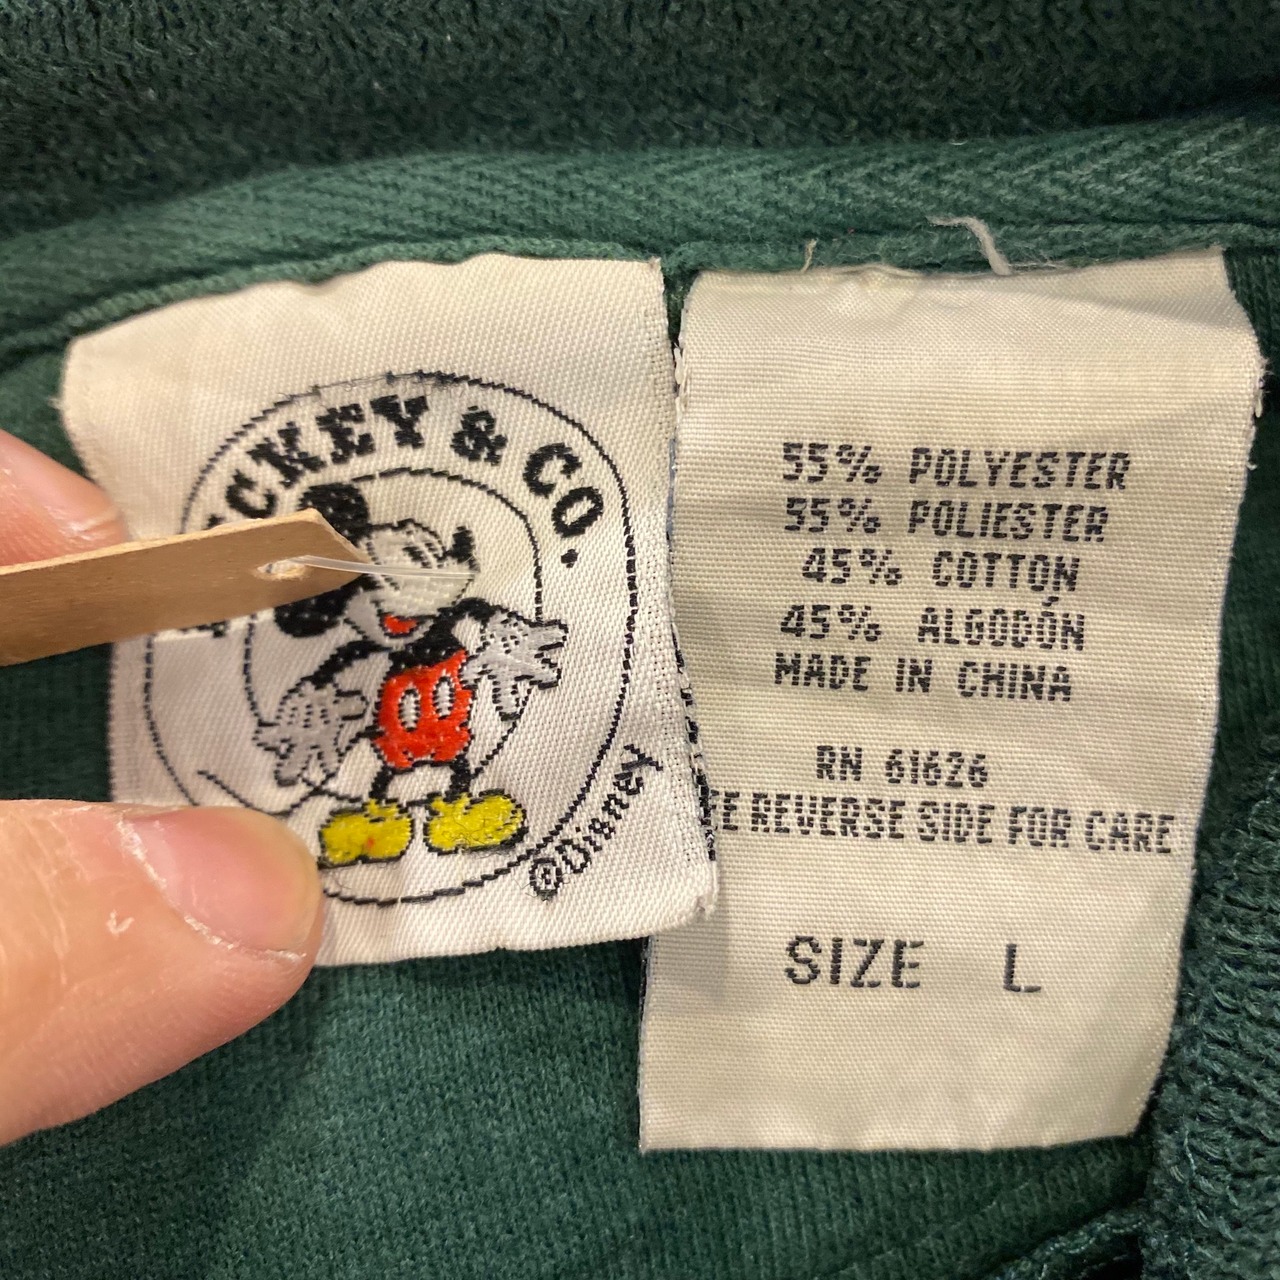 MICKEY & CO.
©Disney
55% POLYESTER
55% POLIESTER
45% COTTON
45% ALGODÓN
MADE IN CHINA
RN 61626
EE REVERSE SIDE FOR CARE
SIZE L